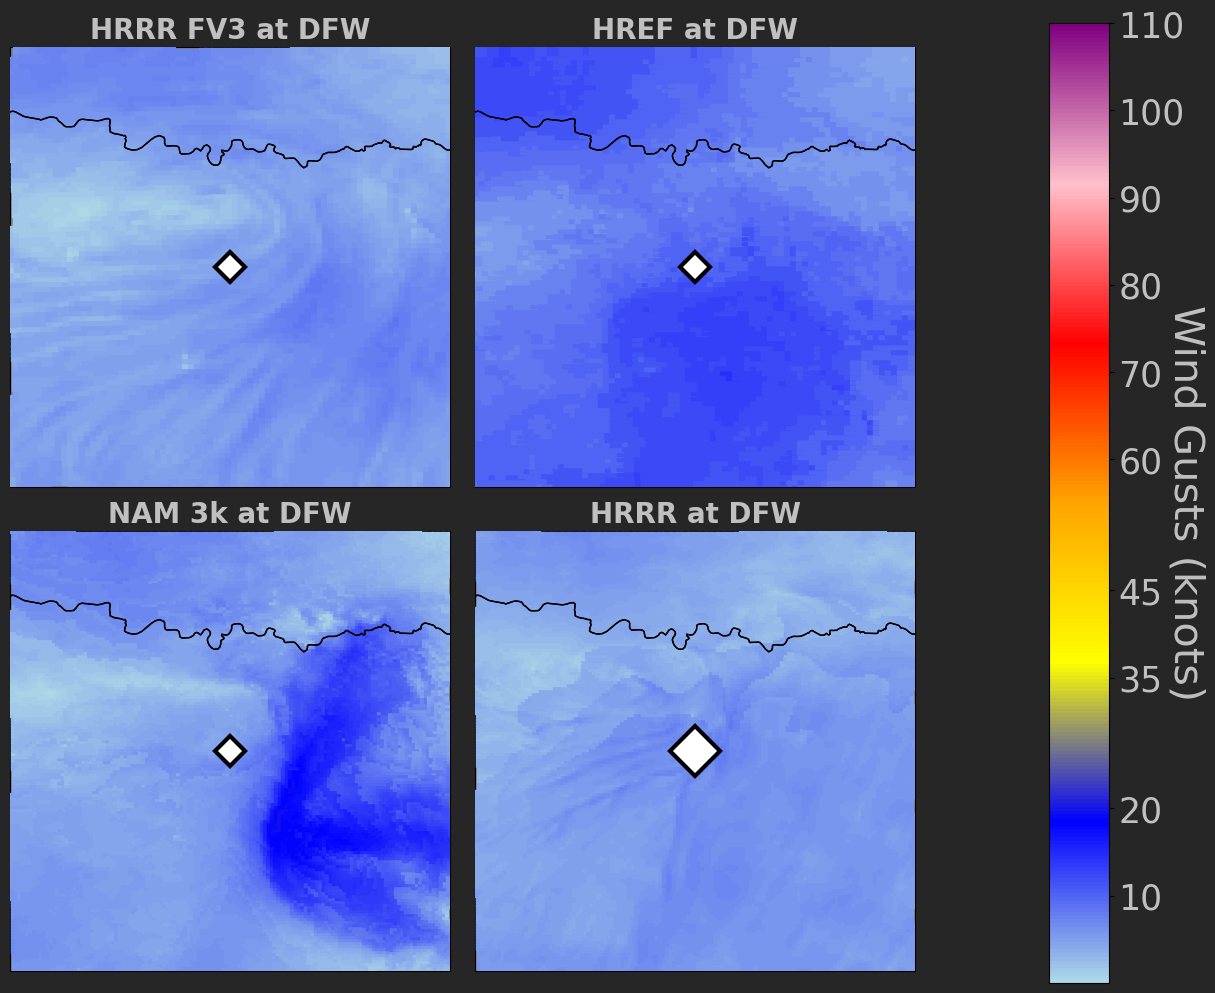 HRRR FV3 at DFW
HREF at DFW
NAM 3k at DFW
HRRR at DFW
110
100
90
80
70
60
45
35
20
10
Wind Gusts (knots)